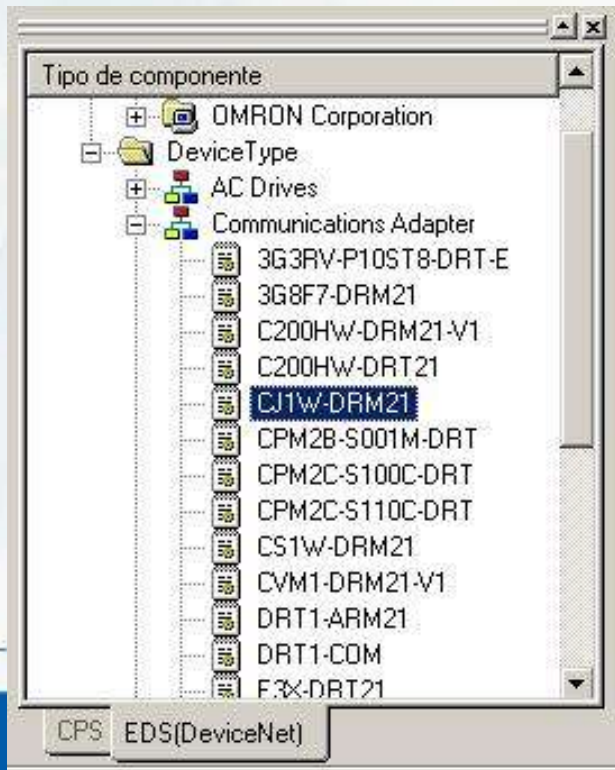 Tipo de componente
OMRON Corporation
DeviceType
AC Drives
Communications Adapter
3G3RV-P10ST8-DRT-E
3G8F7-DRM21
C200HW-DRM21-V1
C200HW-DRT21
CJ1W-DRM21
CPM2B-S001M-DRT
CPM2C-S100C-DRT
CPM2C-S110C-DRT
CS1W-DRM21
CVM1-DRM21-V1
DRT1-ARM21
DRT1-COM
E3X-DRT21
CPS EDS(DeviceNet)